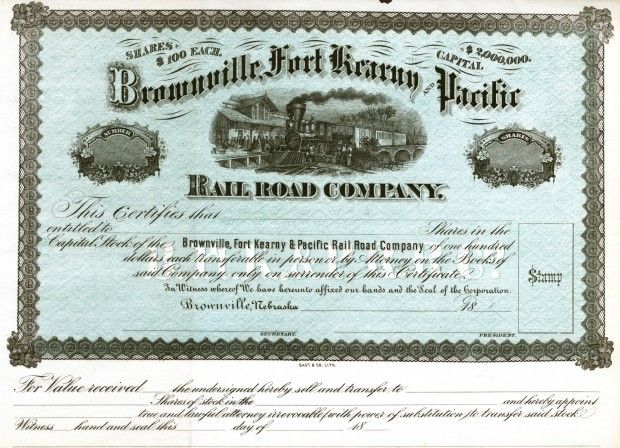 SHARES $100 EACH.
CAPITAL $2,000,000.
Brownville, Fort Kearny AND Pacific
NUMBER
SHARES
RAIL ROAD COMPANY.
This Certifies that
entitled to Shares in the
Capital Stock of the Brownville, Fort Kearny & Pacific Rail Road Company of one hundred
dollars each transferable in person or by Attorney on the Books of
said Company only on surrender of this Certificate.
In Witness whereof We have hereunto affixed our hands and the Seal of the Corporation.
Stamp
Brownville, Nebraska 18
SECRETARY. PRESIDENT.
GAST & CO. LITH.
For Value received the undersigned hereby sell and transfer to
Shares of stock in the and hereby appoint
true and lawful attorney irrevocable, with power of substitution, to transfer said stock
Witness hand and seal this day of 18